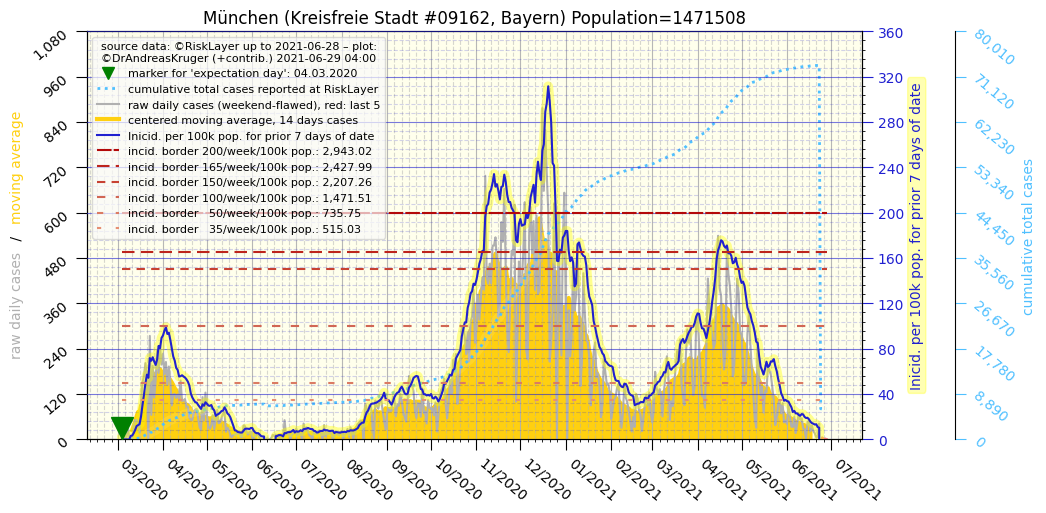 München (Kreisfreie Stadt #09162, Bayern) Population=1471508
source data: ©RiskLayer up to 2021-06-28 – plot:
©DrAndreasKruger (+contrib.) 2021-06-29 04:00
marker for 'expectation day': 04.03.2020
cumulative total cases reported at RiskLayer
raw daily cases (weekend-flawed), red: last 5
centered moving average, 14 days cases
Inicid. per 100k pop. for prior 7 days of date
incid. border 200/week/100k pop.: 2,943.02
incid. border 165/week/100k pop.: 2,427.99
incid. border 150/week/100k pop.: 2,207.26
incid. border 100/week/100k pop.: 1,471.51
incid. border   50/week/100k pop.: 735.75
incid. border   35/week/100k pop.: 515.03
raw daily cases  /  moving average
1,080
960
840
720
600
480
360
240
120
0
03/2020
04/2020
05/2020
06/2020
07/2020
08/2020
09/2020
10/2020
11/2020
12/2020
01/2021
02/2021
03/2021
04/2021
05/2021
06/2021
07/2021
360
320
280
240
200
160
120
80
40
0
Inicid. per 100k pop. for prior 7 days of date
80,010
71,120
62,230
53,340
44,450
35,560
26,670
17,780
8,890
0
cumulative total cases